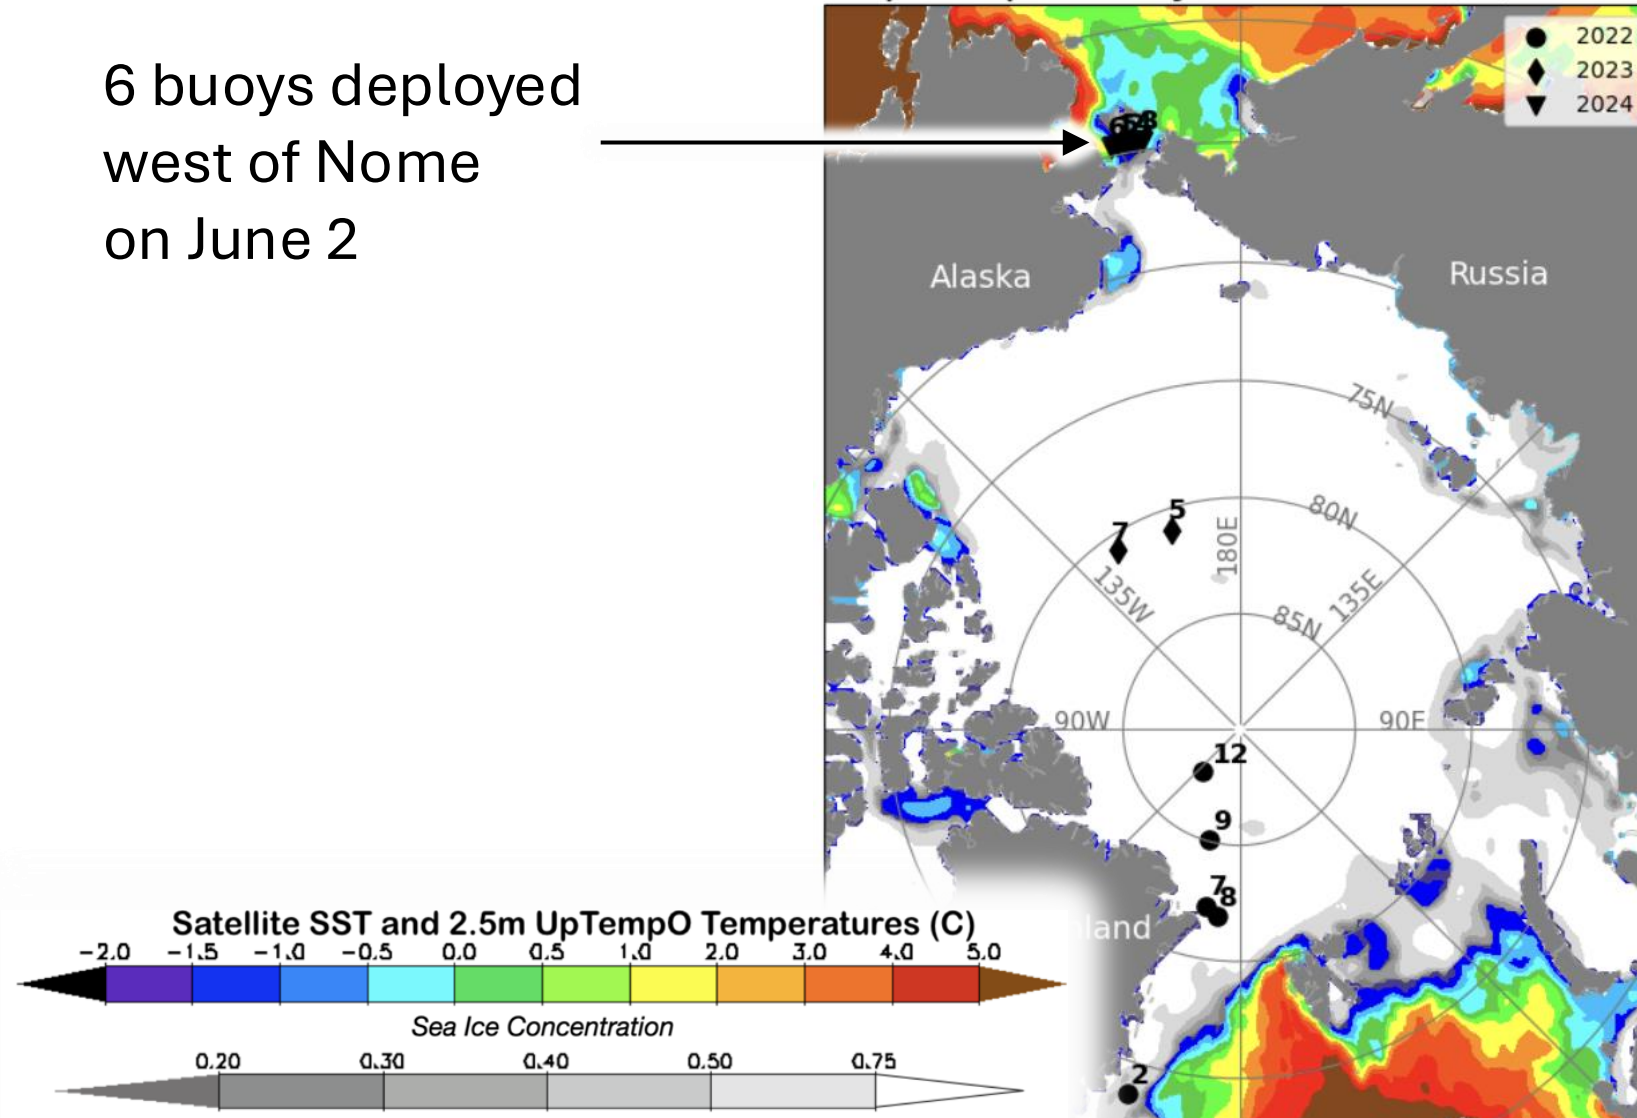 6 buoys deployed
west of Nome
on June 2
2022
2023
2024
Alaska
Russia
75N
80N
180E
5
7
135W
135E
85N
90W
90E
12
9
7
8
land
2
Satellite SST and 2.5m UpTempO Temperatures (C)
−2.0 −1.5 −1.0 −0.5 0.0 0.5 1.0 2.0 3.0 4.0 5.0
Sea Ice Concentration
0.20 0.30 0.40 0.50 0.75